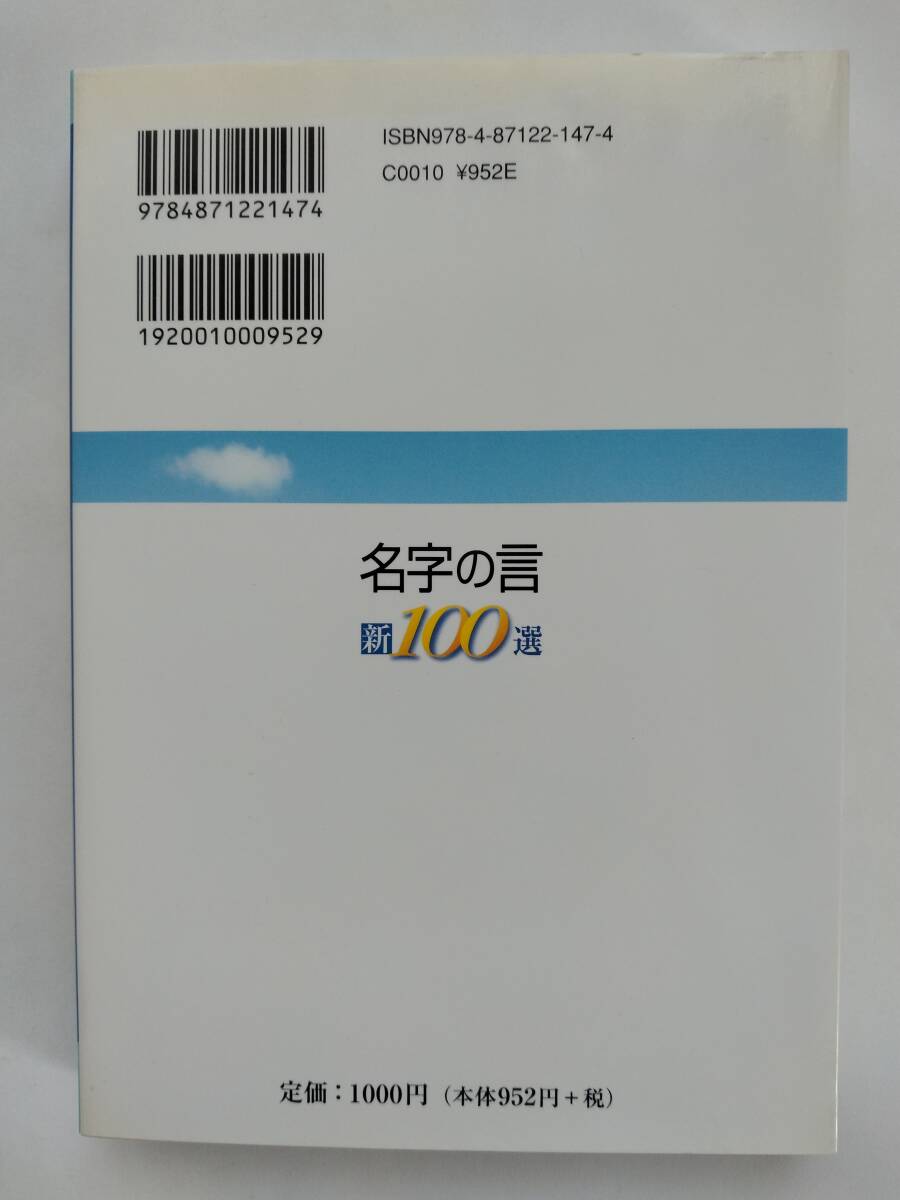 ISBN978-4-87122-147-4
C0010 ¥952E
9784871221474
1920010009529
名字の言
新100選
定価：1000円（本体952円＋税）